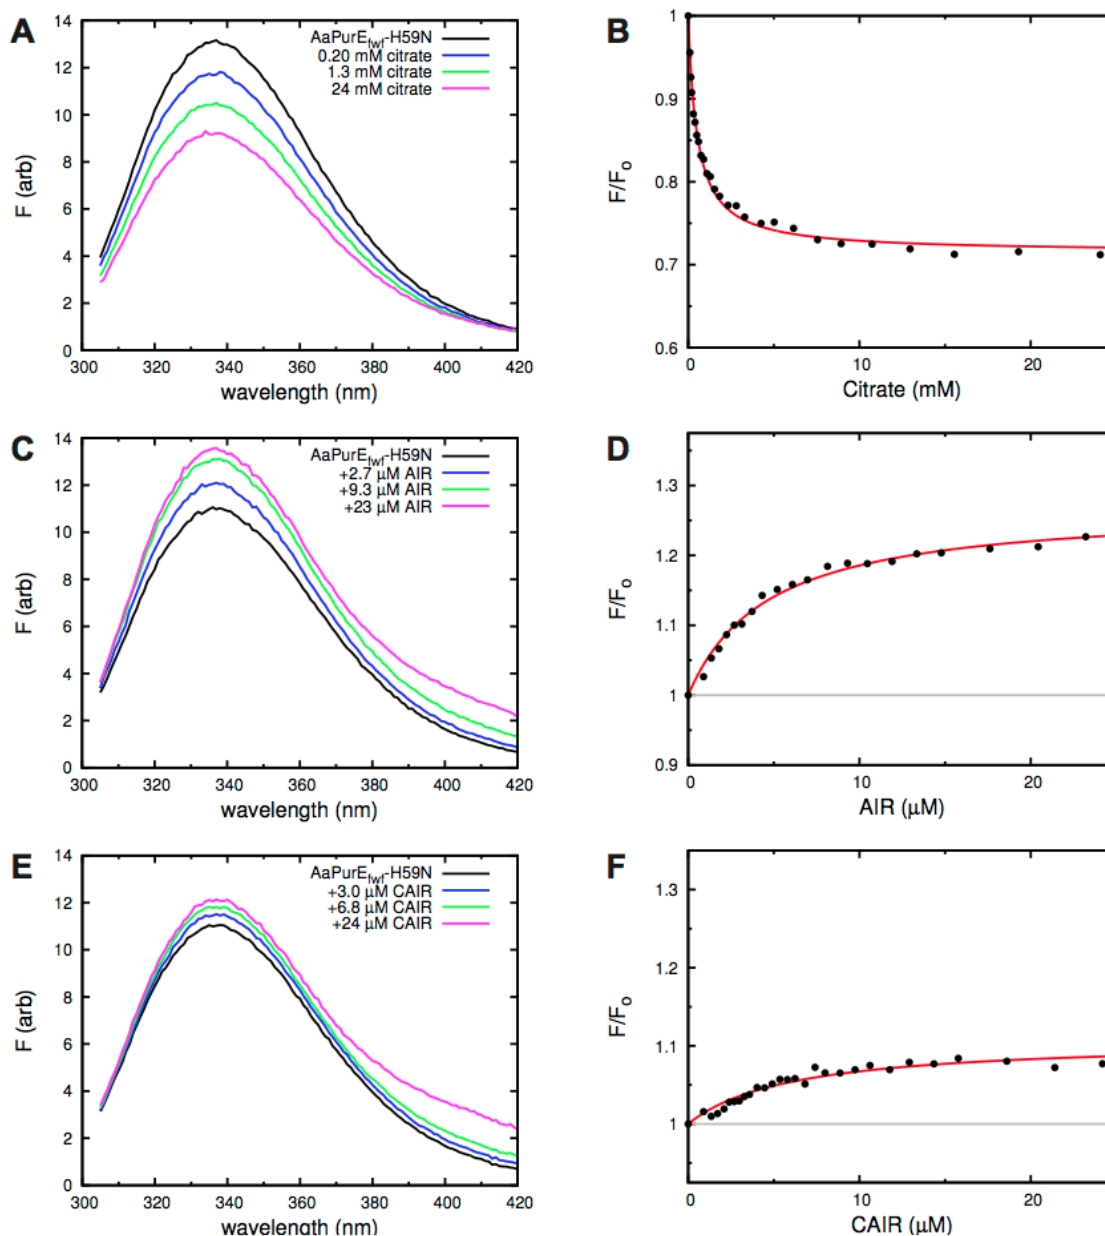 A
14
12
10
8
6
4
2
0
F (arb)
AaPurEfwf-H59N
0.20 mM citrate
1.3 mM citrate
24 mM citrate
300 320 340 360 380 400 420
wavelength (nm)
B
1
0.9
0.8
0.7
0.6
F/Fo
0 10 20
Citrate (mM)
C
14
12
10
8
6
4
2
0
F (arb)
AaPurEfwf-H59N
+2.7 µM AIR
+9.3 µM AIR
+23 µM AIR
300 320 340 360 380 400 420
wavelength (nm)
D
1.3
1.2
1.1
1
0.9
F/Fo
0 10 20
AIR (µM)
E
14
12
10
8
6
4
2
0
F (arb)
AaPurEfwf-H59N
+3.0 µM CAIR
+6.8 µM CAIR
+24 µM CAIR
300 320 340 360 380 400 420
wavelength (nm)
F
1.3
1.2
1.1
1
F/Fo
0 10 20
CAIR (µM)